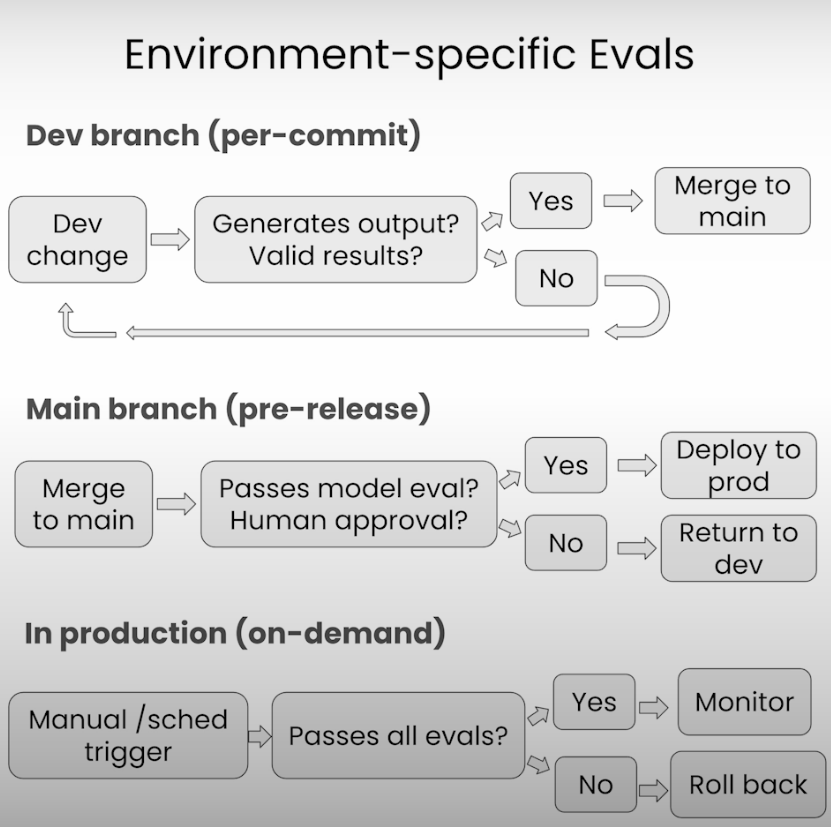 Environment-specific Evals
Dev branch (per-commit)
Dev
change
Generates output?
Valid results?
Yes
No
Merge to
main
Main branch (pre-release)
Merge
to main
Passes model eval?
Human approval?
Yes
No
Deploy to
prod
Return to
dev
In production (on-demand)
Manual /sched
trigger
Passes all evals?
Yes
No
Monitor
Roll back